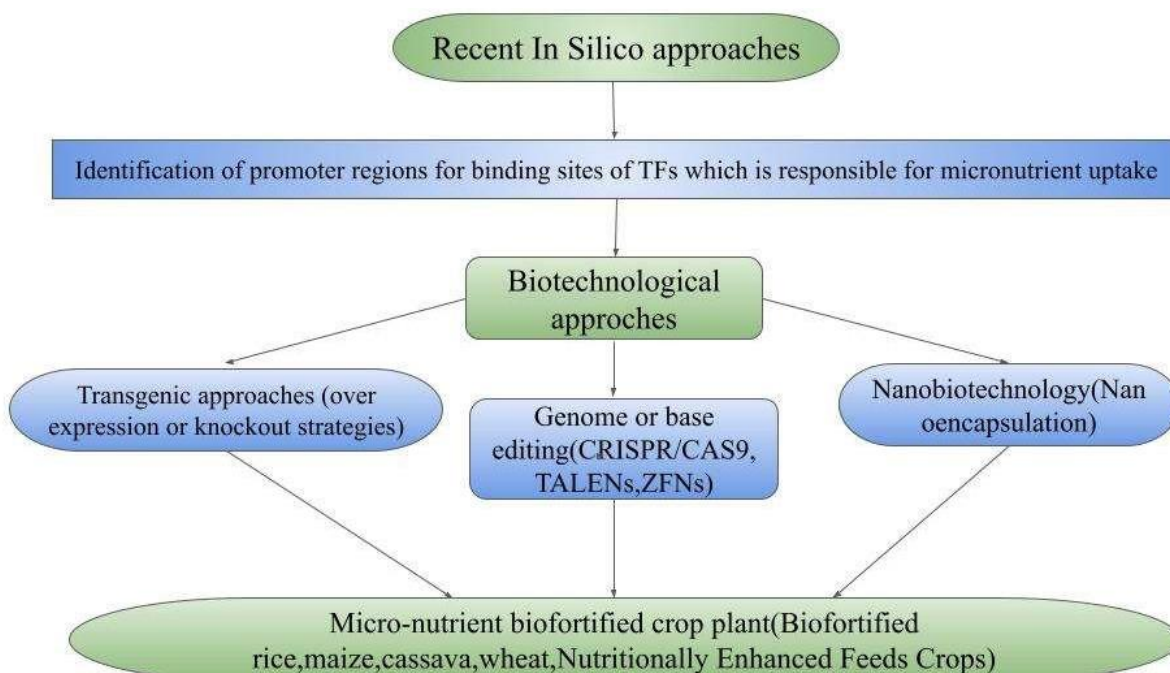 Recent In Silico approaches
Identification of promoter regions for binding sites of TFs which is responsible for micronutrient uptake
Biotechnological
approches
Transgenic approaches (over
expression or knockout strategies)
Genome or base
editing(CRISPR/CAS9,
TALENs,ZFNs)
Nanobiotechnology(Nan
oencapsulation)
Micro-nutrient biofortified crop plant(Biofortified
rice,maize,cassava,wheat,Nutritionally Enhanced Feeds Crops)